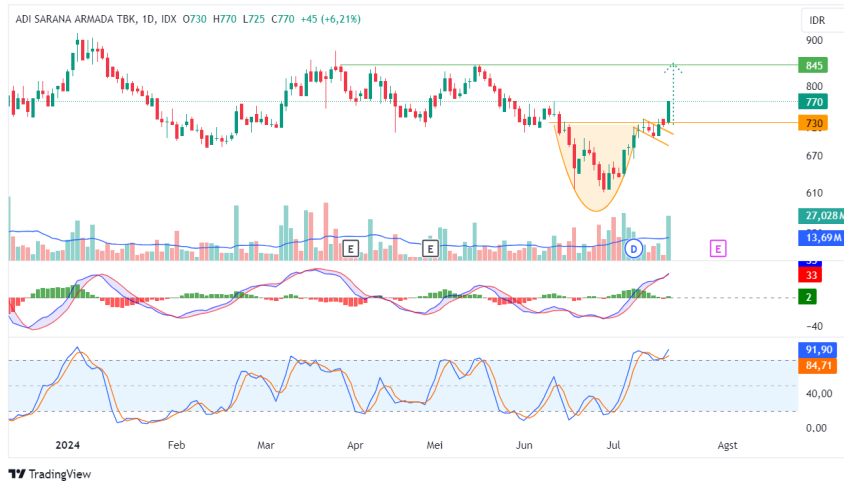 ADI SARANA ARMADA TBK, 1D, IDX O730 H770 L725 C770 +45 (+6,21%)
IDR
900
845
800
770
730
670
610
27,028M
13,69M
E
E
D
E
33
2
−40
91,90
84,71
40,00
0,00
2024 Feb Mar Apr Mei Jun Jul Agst
TradingView